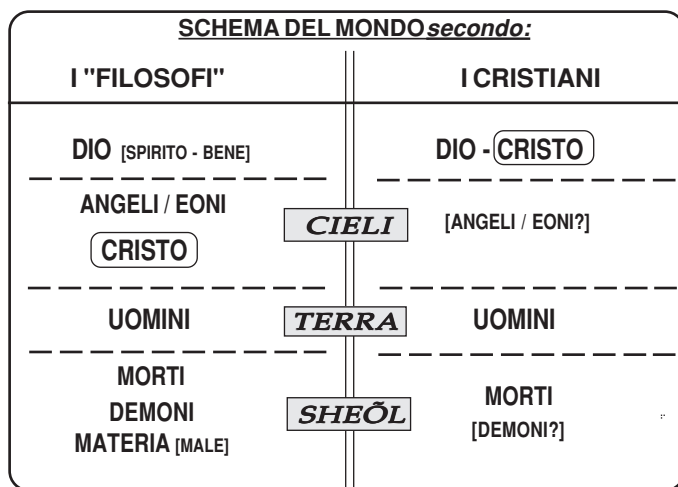 SCHEMA DEL MONDO secondo:
I "FILOSOFI"
I CRISTIANI
DIO [SPIRITO - BENE]
DIO - CRISTO
ANGELI / EONI
CRISTO
CIELI
[ANGELI / EONI?]
UOMINI
TERRA
UOMINI
MORTI
DEMONI
MATERIA [MALE]
SHEÕL
MORTI
[DEMONI?]